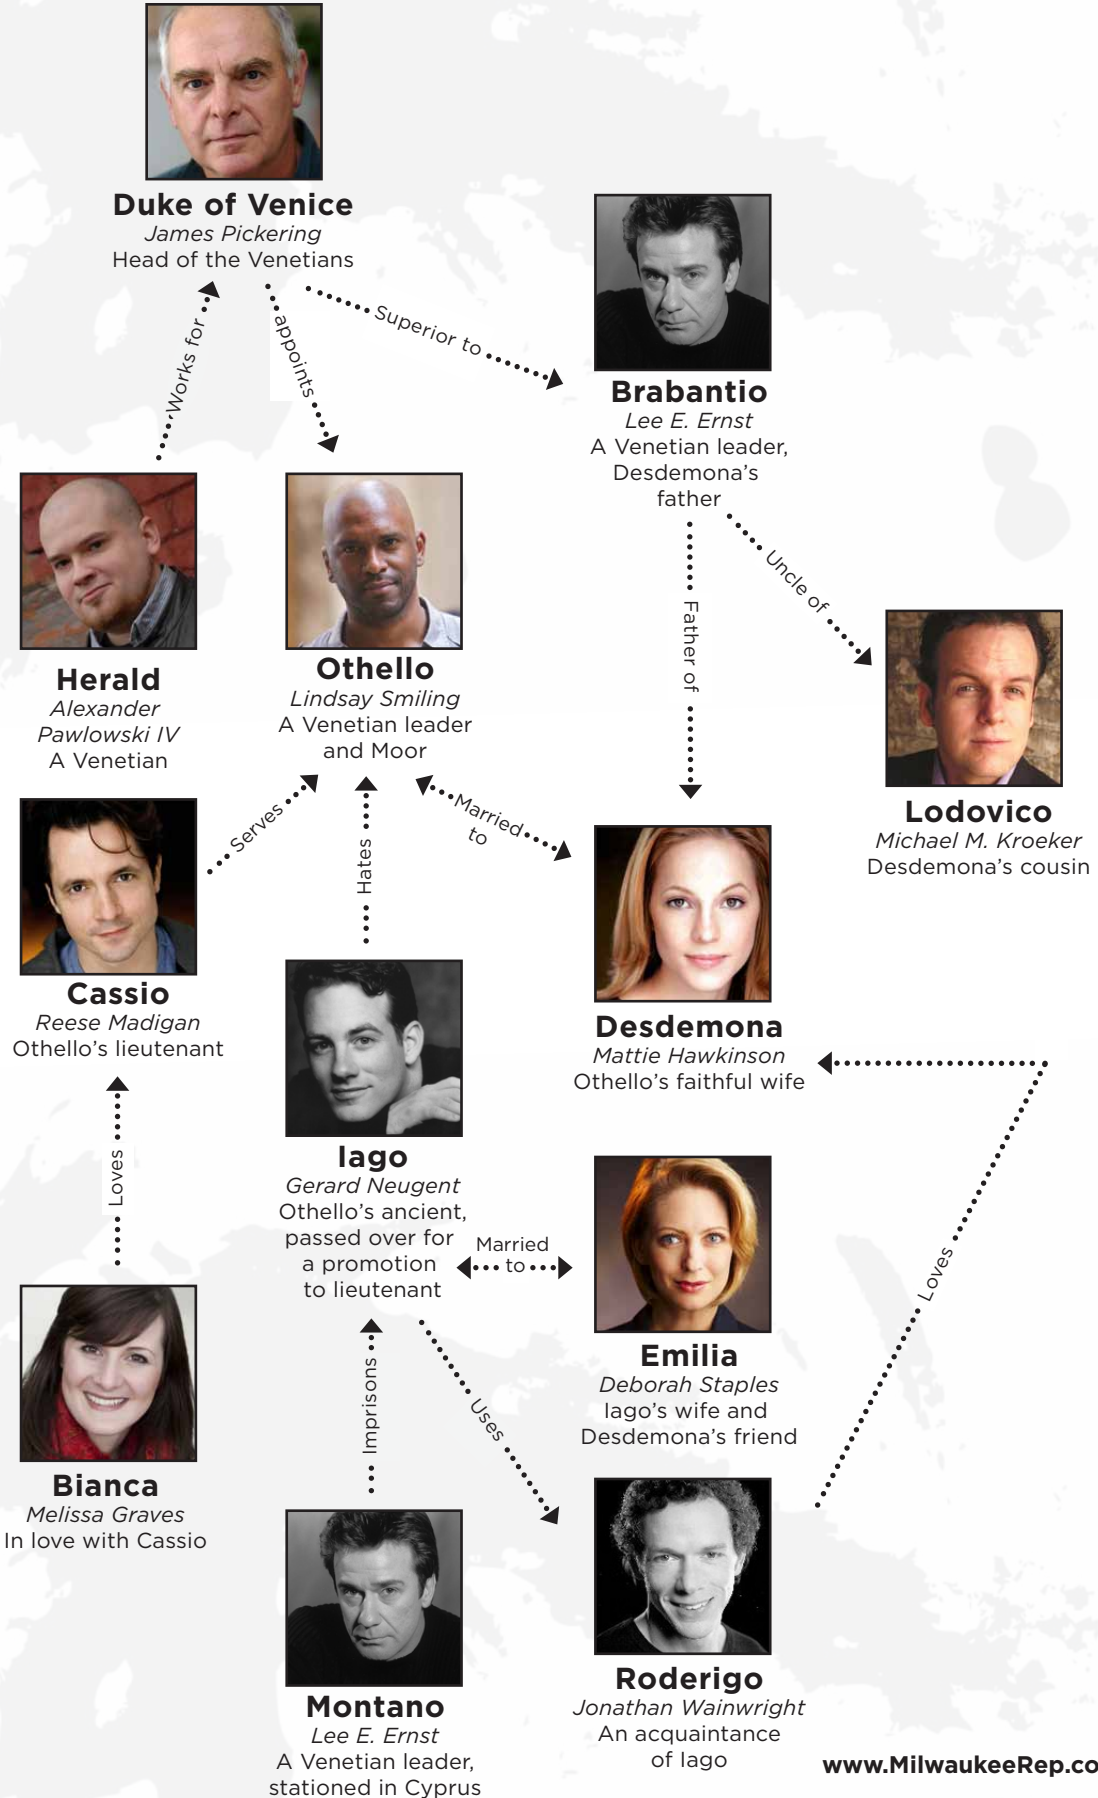 Duke of Venice
James Pickering
Head of the Venetians
Works for
appoints
Superior to
Brabantio
Lee E. Ernst
A Venetian leader,
Desdemona's
father
Father of
Uncle of
Herald
Alexander
Pawlowski IV
A Venetian
Othello
Lindsay Smiling
A Venetian leader
and Moor
Lodovico
Michael M. Kroeker
Desdemona's cousin
Serves
Hates
Married
to
Cassio
Reese Madigan
Othello's lieutenant
Desdemona
Mattie Hawkinson
Othello's faithful wife
Loves
Iago
Gerard Neugent
Othello's ancient,
passed over for
a promotion
to lieutenant
Married
to
Loves
Emilia
Deborah Staples
Iago's wife and
Desdemona's friend
Imprisons
Uses
Bianca
Melissa Graves
In love with Cassio
Montano
Lee E. Ernst
A Venetian leader,
stationed in Cyprus
Roderigo
Jonathan Wainwright
An acquaintance
of Iago
www.MilwaukeeRep.co